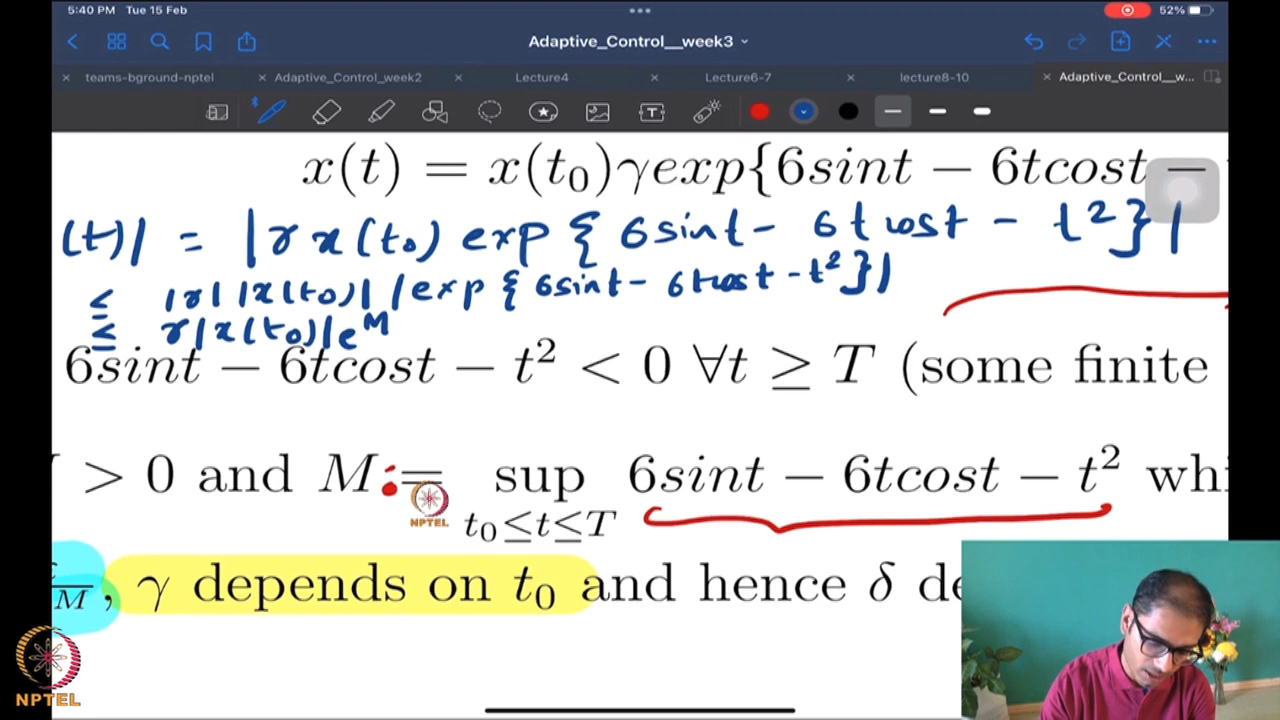 5:40 PM Tue 15 Feb
52%
Adaptive_Control__week3
teams-bground-nptel
Adaptive_Control_week2
Lecture4
Lecture6-7
lecture8-10
Adaptive_Control__w...
x(t) = x(t₀)γexp{6sint − 6tcost −
(t)| = |γ x(t₀) exp{ 6sint - 6t cost - t²}|
≤ |γ| |x(t₀)| |exp{ 6sint - 6tcost - t²}|
≤ γ|x(t₀)|e^M
6sint − 6tcost − t² < 0 ∀t ≥ T (some finite
> 0 and M := sup 6sint − 6tcost − t² whi
t₀≤t≤T
M, γ depends on t₀ and hence δ de
NPTEL
NPTEL